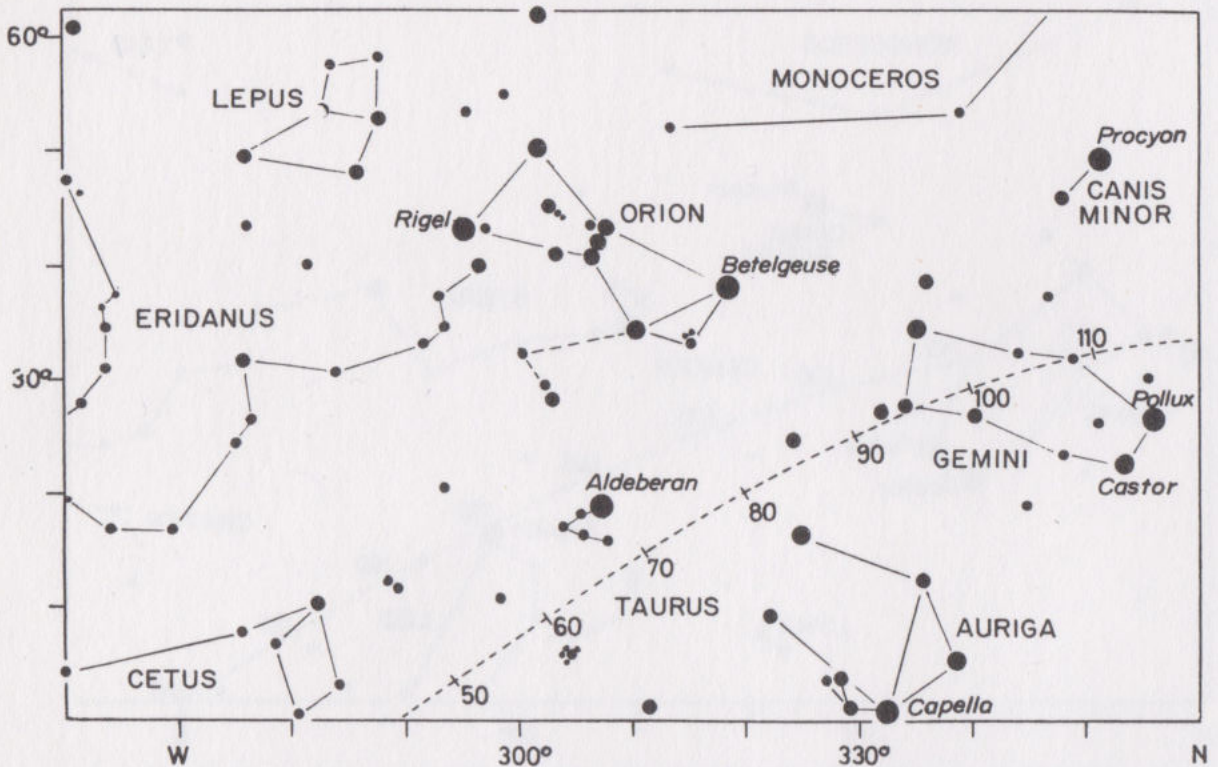 60°
MONOCEROS
LEPUS
Procyon
CANIS
MINOR
Rigel
ORION
Betelgeuse
ERIDANUS
110
30°
100
Pollux
90
GEMINI
Castor
Aldeberan
80
70
TAURUS
60
AURIGA
CETUS
50
Capella
W
300°
330°
N